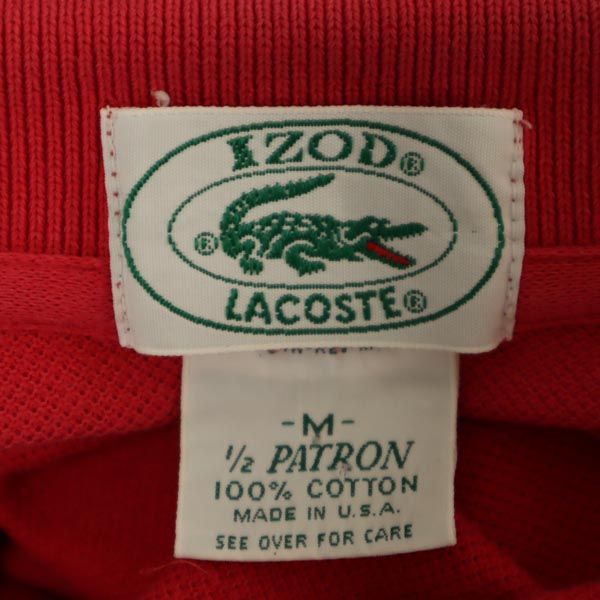 IZOD®
®
LACOSTE®
-M-
1/2 PATRON
100% COTTON
MADE IN U.S.A.
SEE OVER FOR CARE